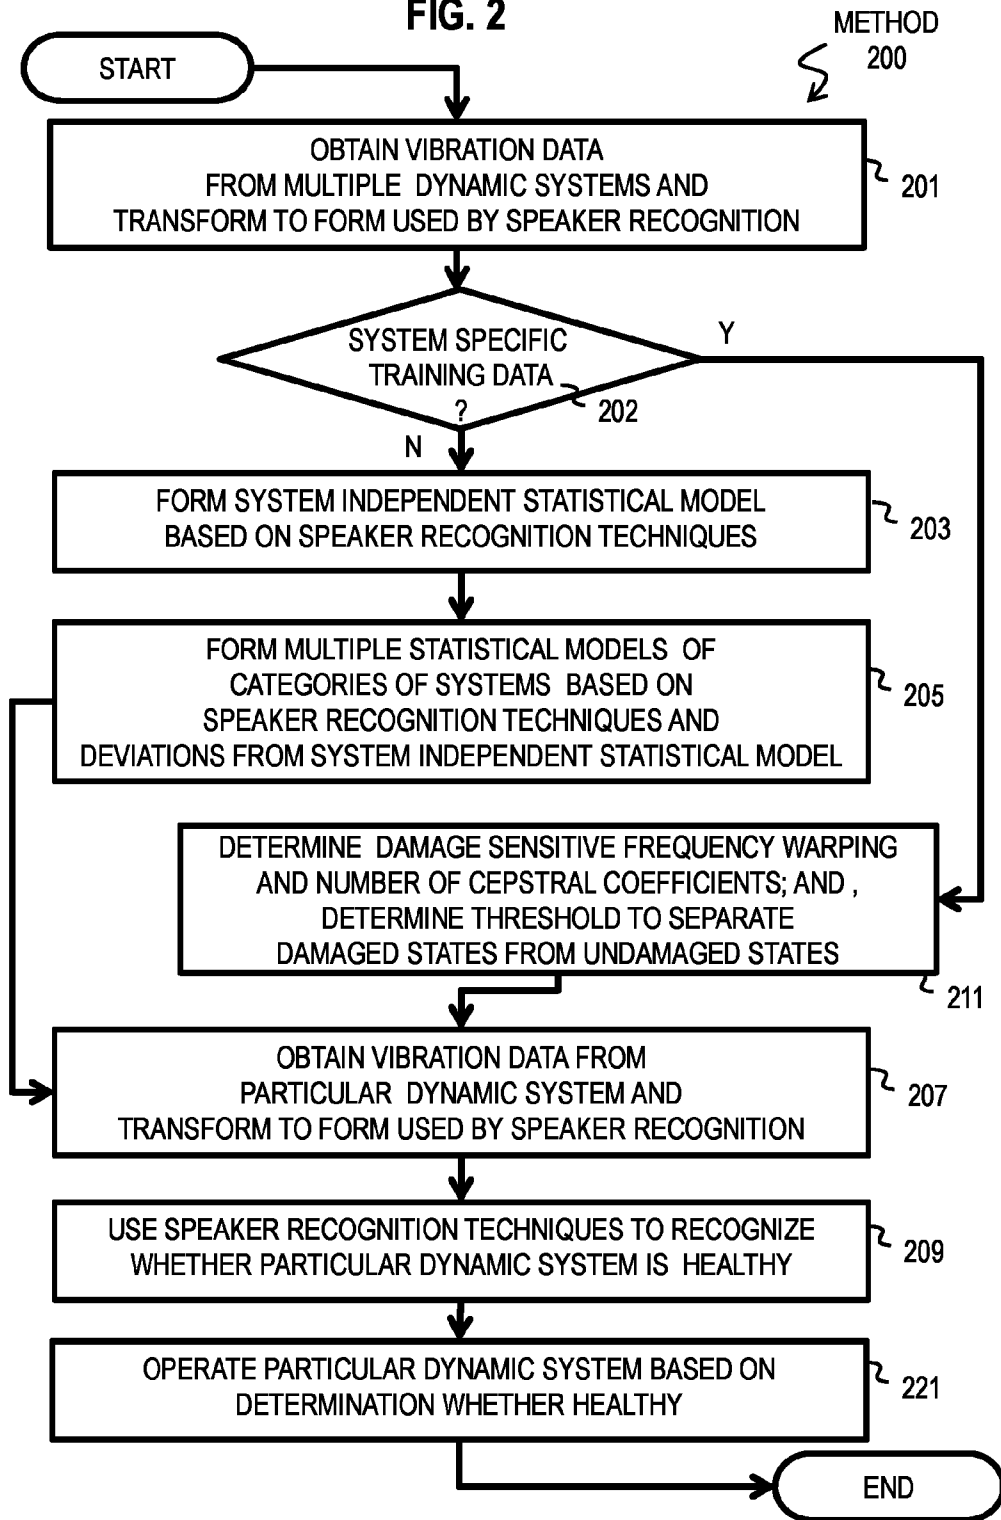 FIG. 2
METHOD
200
START
OBTAIN VIBRATION DATA
FROM MULTIPLE DYNAMIC SYSTEMS AND
TRANSFORM TO FORM USED BY SPEAKER RECOGNITION
201
SYSTEM SPECIFIC
TRAINING DATA
?
202
Y
N
FORM SYSTEM INDEPENDENT STATISTICAL MODEL
BASED ON SPEAKER RECOGNITION TECHNIQUES
203
FORM MULTIPLE STATISTICAL MODELS OF
CATEGORIES OF SYSTEMS BASED ON
SPEAKER RECOGNITION TECHNIQUES AND
DEVIATIONS FROM SYSTEM INDEPENDENT STATISTICAL MODEL
205
DETERMINE DAMAGE SENSITIVE FREQUENCY WARPING
AND NUMBER OF CEPSTRAL COEFFICIENTS; AND ,
DETERMINE THRESHOLD TO SEPARATE
DAMAGED STATES FROM UNDAMAGED STATES
211
OBTAIN VIBRATION DATA FROM
PARTICULAR DYNAMIC SYSTEM AND
TRANSFORM TO FORM USED BY SPEAKER RECOGNITION
207
USE SPEAKER RECOGNITION TECHNIQUES TO RECOGNIZE
WHETHER PARTICULAR DYNAMIC SYSTEM IS HEALTHY
209
OPERATE PARTICULAR DYNAMIC SYSTEM BASED ON
DETERMINATION WHETHER HEALTHY
221
END